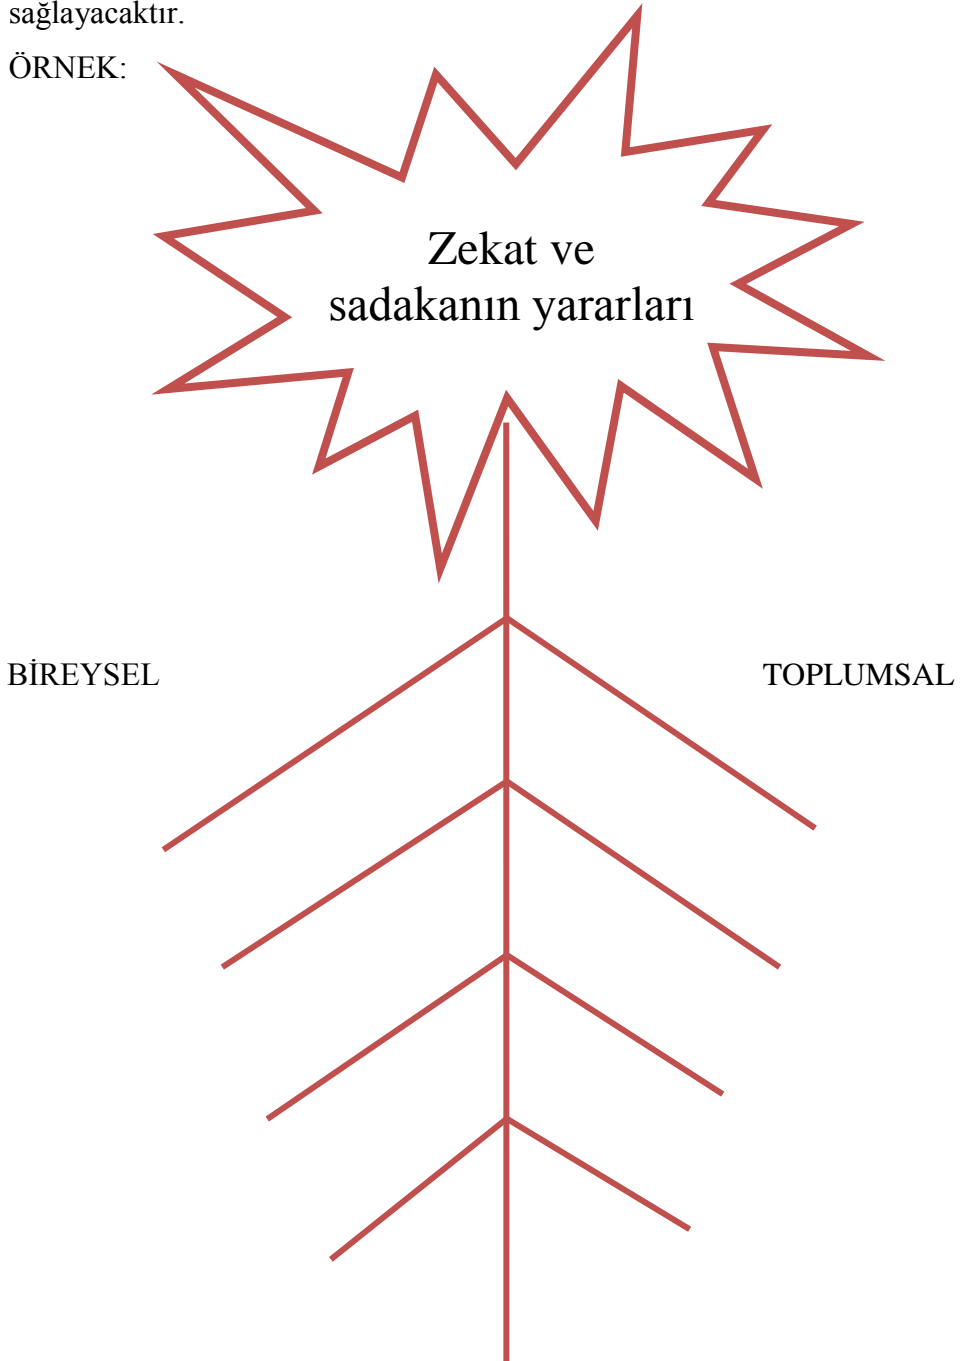 sağlayacaktır.
ÖRNEK:
Zekat ve
sadakanın yararları
BİREYSEL
TOPLUMSAL